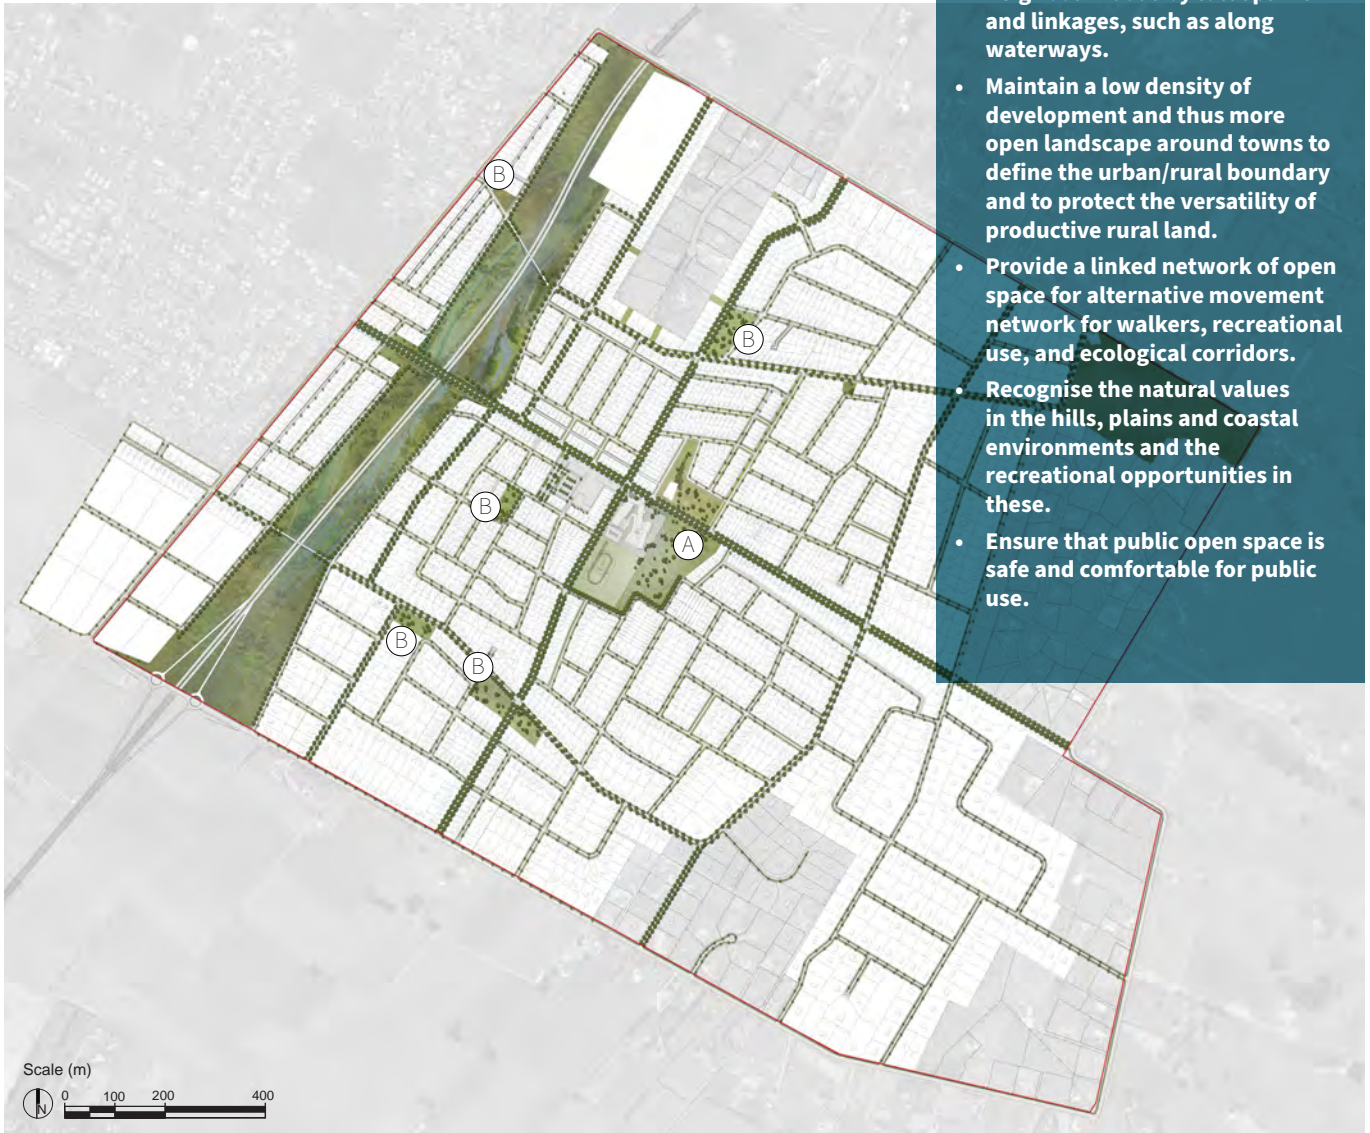 and linkages, such as along
waterways.
• Maintain a low density of
development and thus more
open landscape around towns to
define the urban/rural boundary
and to protect the versatility of
productive rural land.
• Provide a linked network of open
space for alternative movement
network for walkers, recreational
use, and ecological corridors.
• Recognise the natural values
in the hills, plains and coastal
environments and the
recreational opportunities in
these.
• Ensure that public open space is
safe and comfortable for public
use.
B
B
B
A
B
B
Scale (m)
N
0 100 200 400